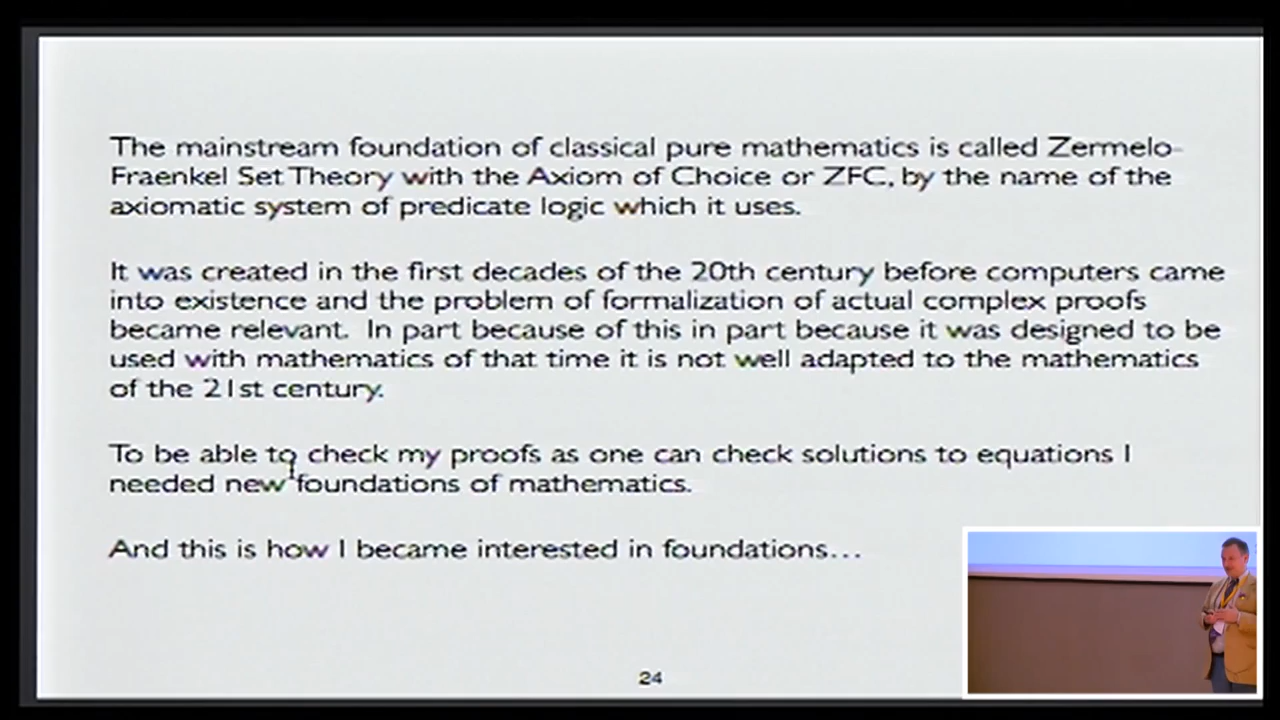 The mainstream foundation of classical pure mathematics is called Zermelo-
Fraenkel Set Theory with the Axiom of Choice or ZFC, by the name of the
axiomatic system of predicate logic which it uses.
It was created in the first decades of the 20th century before computers came
into existence and the problem of formalization of actual complex proofs
became relevant. In part because of this in part because it was designed to be
used with mathematics of that time it is not well adapted to the mathematics
of the 21st century.
To be able to check my proofs as one can check solutions to equations I
needed new foundations of mathematics.
And this is how I became interested in foundations...
24